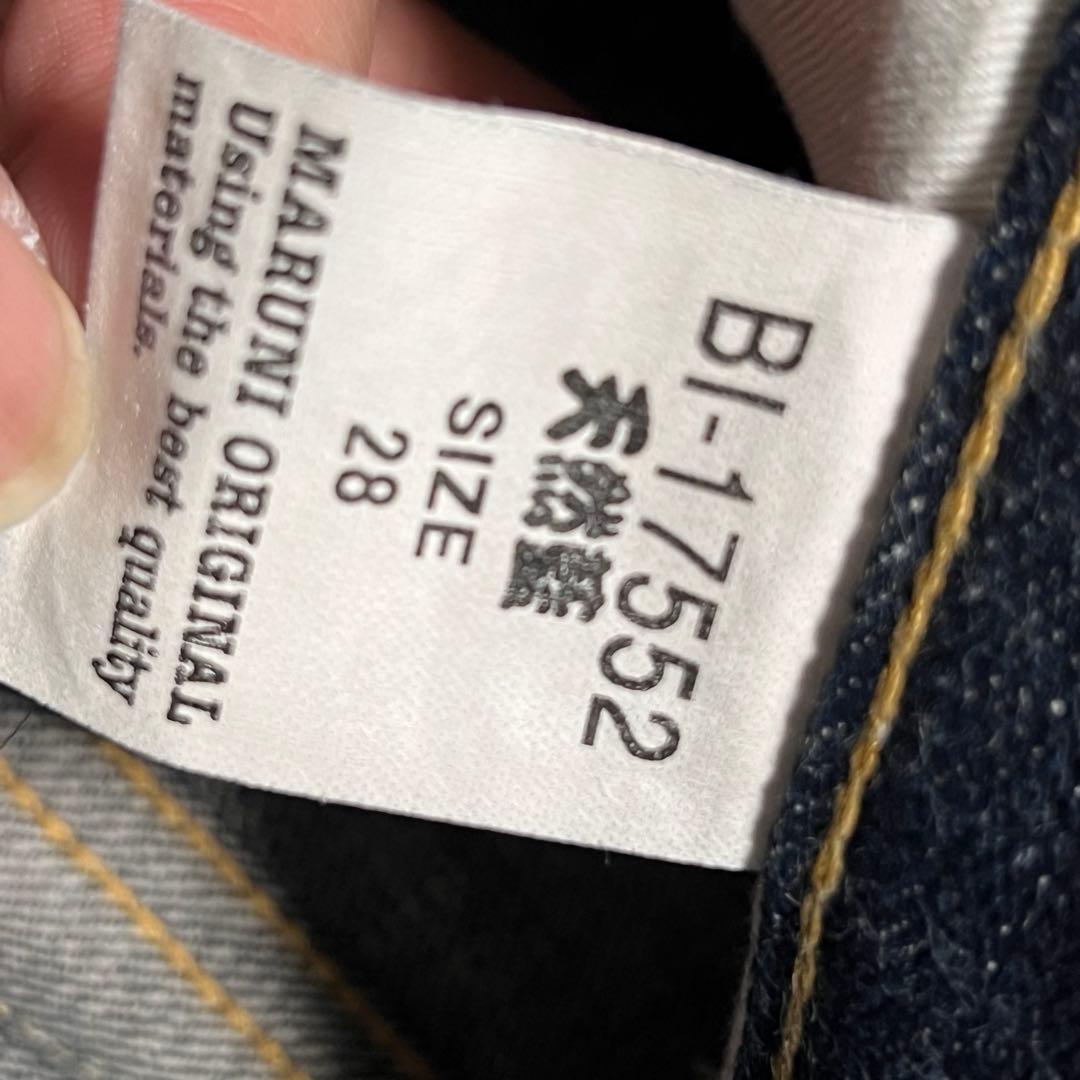 BI-17552
天然藍
SIZE
28
MARUNI ORIGINAL
Using the best quality
materials.